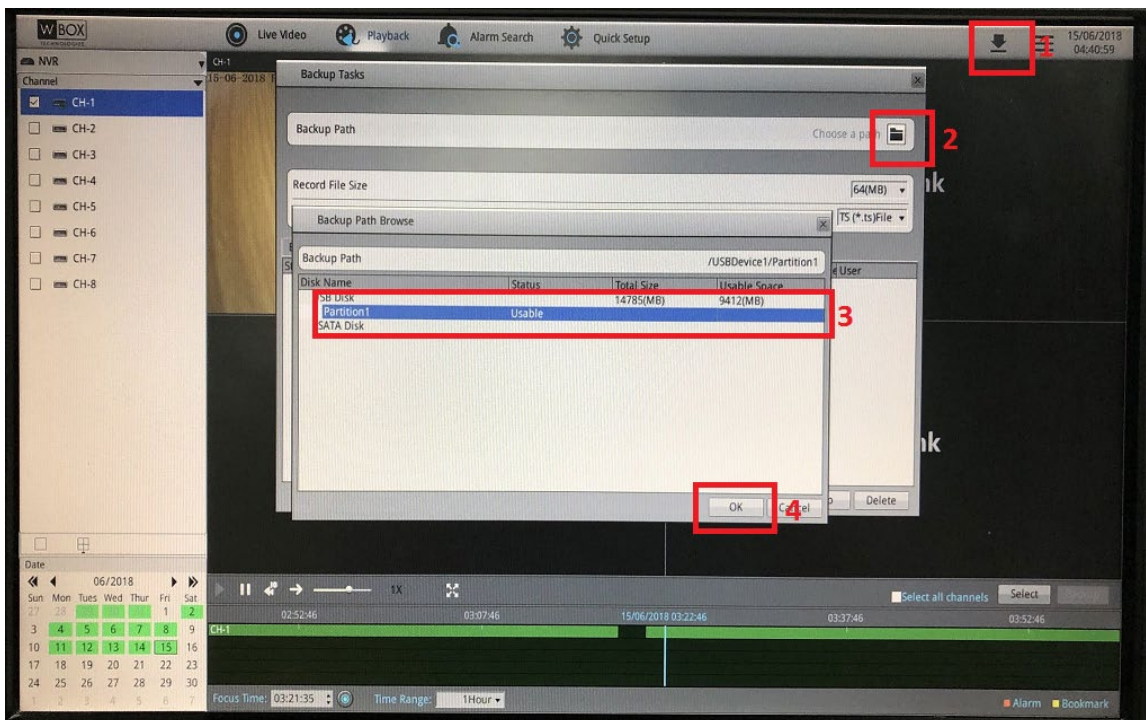 W BOX
TECHNOLOGIES
Live Video
Playback
Alarm Search
Quick Setup
1
15/06/2018
04:40:59
NVR
Channel
CH-1
CH-2
CH-3
CH-4
CH-5
CH-6
CH-7
CH-8
CH-1
15-06-2018
Backup Tasks
Backup Path
Choose a path
2
Record File Size
64(MB)
TS (*.ts)File
Backup Path Browse
Backup Path
/USBDevice1/Partition1
Disk Name Status Total Size Usable Space
SB Disk 14785(MB) 9412(MB)
Partition1 Usable
SATA Disk
3
e User
nk
nk
OK
Cancel
4
p
Delete
Date
06/2018
Sun Mon Tues Wed Thur Fri Sat
27 28 1 2
3 4 5 6 7 8 9
10 11 12 13 14 15 16
17 18 19 20 21 22 23
24 25 26 27 28 29 30
1 2 3 4 5 6 7
1X
Select all channels
Select
02:52:46 03:07:46 15/06/2018 03:22:46 03:37:46 03:52:46
CH-1
Focus Time: 03:21:35
Time Range: 1Hour
Alarm
Bookmark